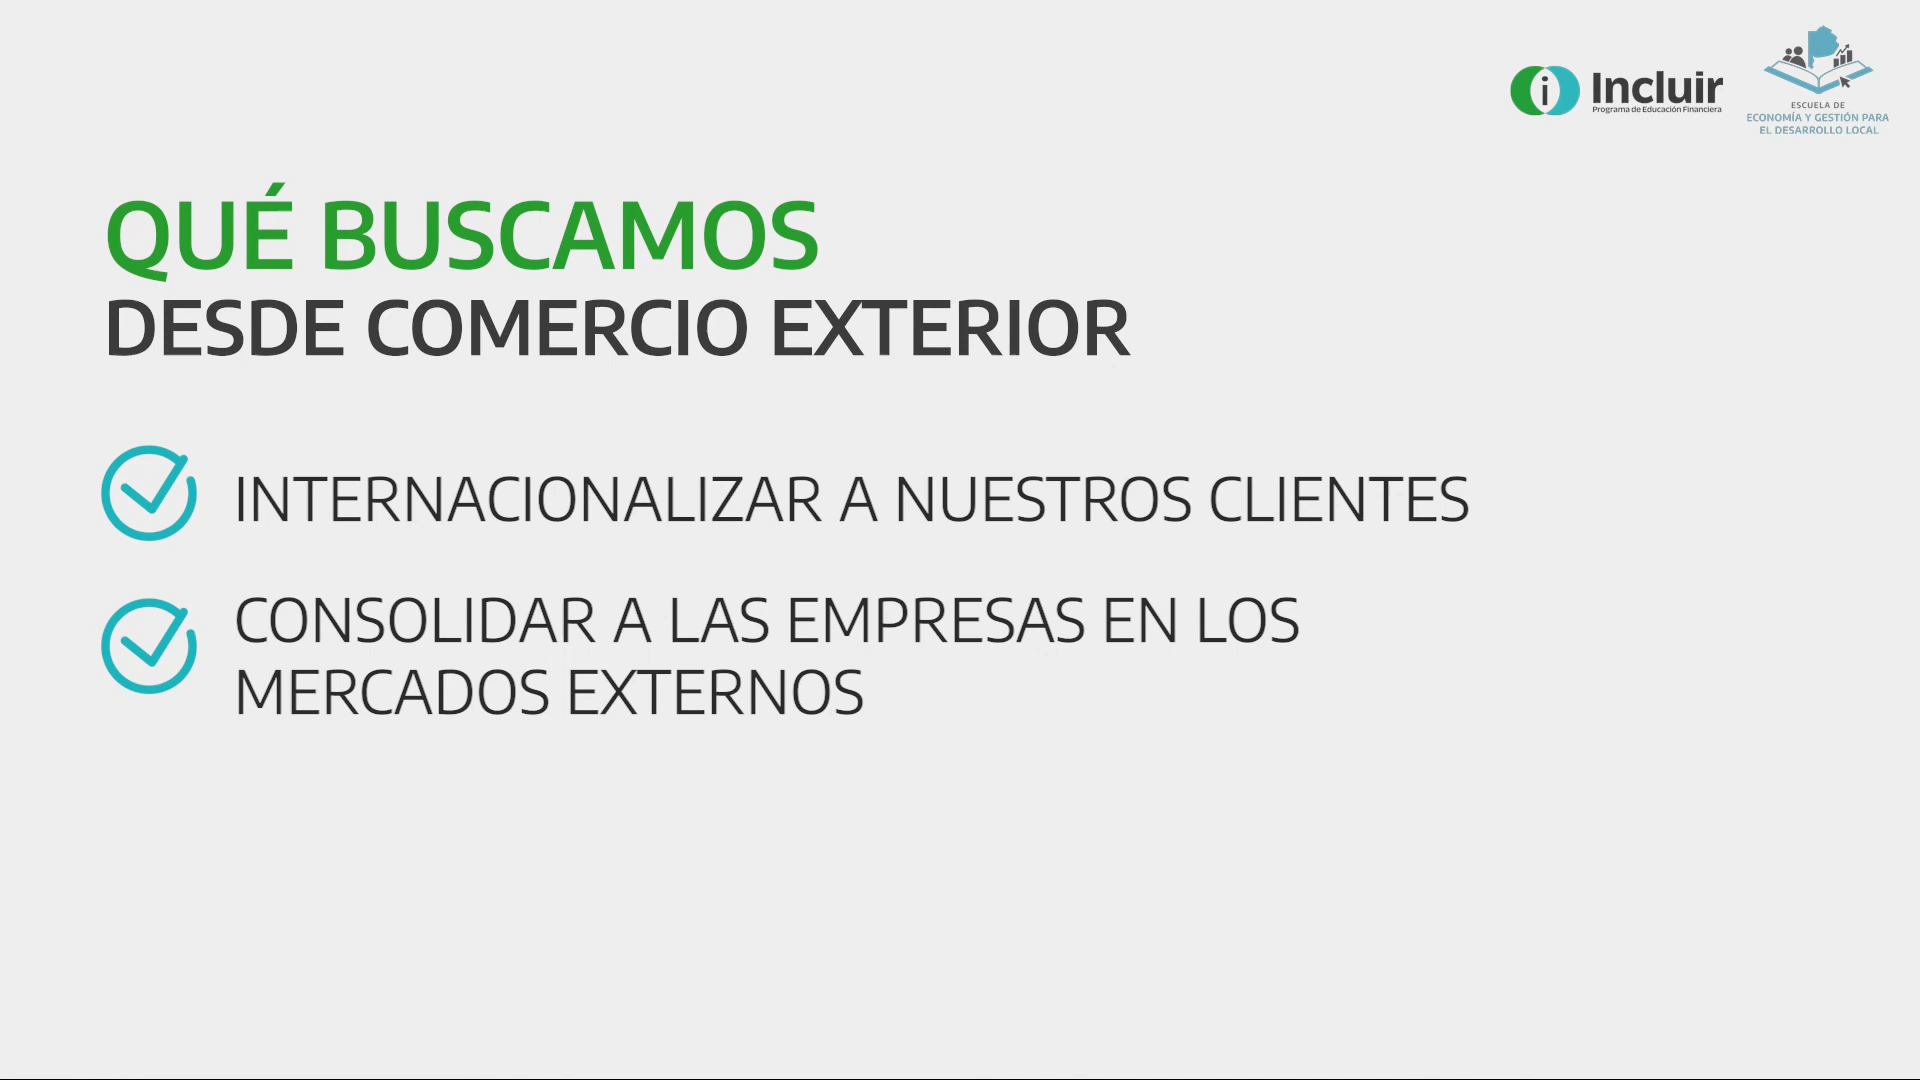 Incluir
Programa de Educación Financiera
ESCUELA DE
ECONOMÍA Y GESTIÓN PARA
EL DESARROLLO LOCAL
QUÉ BUSCAMOS
DESDE COMERCIO EXTERIOR
INTERNACIONALIZAR A NUESTROS CLIENTES
CONSOLIDAR A LAS EMPRESAS EN LOS
MERCADOS EXTERNOS